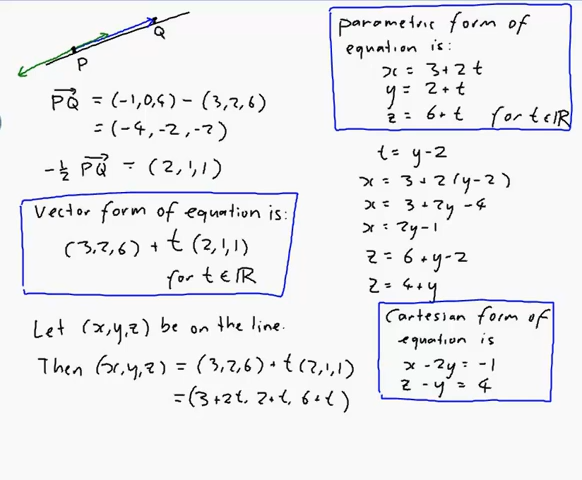 P
Q
PQ = (-1,0,4) - (3,2,6)
= (-4, -2, -2)
-½ PQ = (2,1,1)
Vector form of equation is:
(3,2,6) + t (2,1,1)
for t∈ℝ
Let (x,y,z) be on the line.
Then (x,y,z) = (3,2,6) + t (2,1,1)
= (3+2t, 2+t, 6+t)
parametric form of
equation is:
x = 3+2t
y = 2+t
z = 6+t for t∈ℝ
t = y-2
x = 3+2(y-2)
x = 3+2y-4
x = 2y-1
z = 6+y-2
z = 4+y
Cartesian form of
equation is
x-2y = -1
z-y = 4